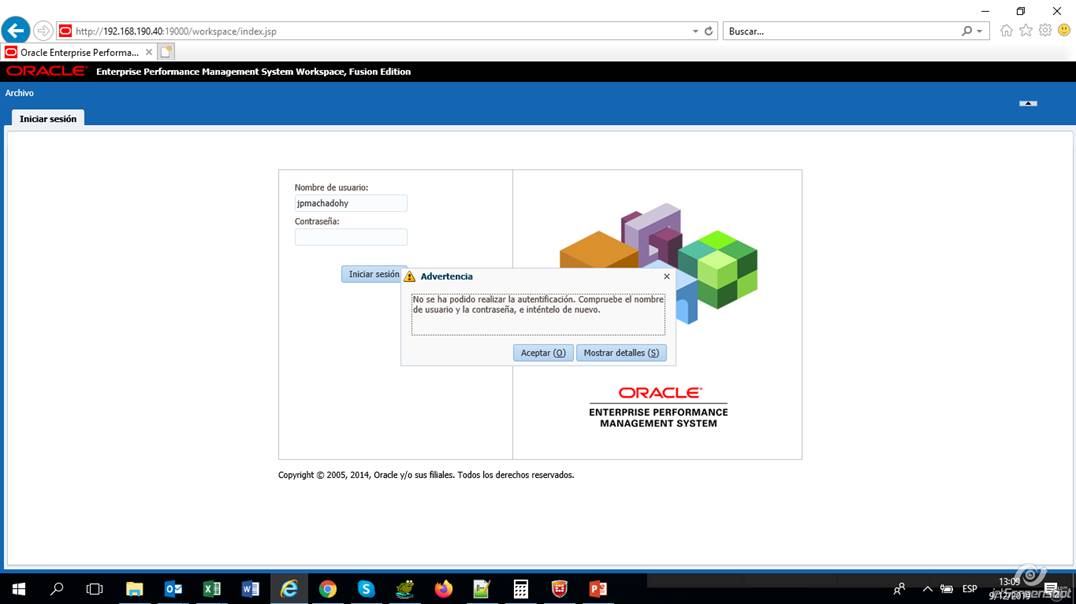 http://192.168.190.40:19000/workspace/index.jsp
Buscar...
Oracle Enterprise Performa...
ORACLE Enterprise Performance Management System Workspace, Fusion Edition
Archivo
Iniciar sesión
Nombre de usuario:
jpmachadohy
Contraseña:
Iniciar sesión
Advertencia
No se ha podido realizar la autentificación. Compruebe el nombre
de usuario y la contraseña, e inténtelo de nuevo.
Aceptar (O)
Mostrar detalles (S)
ORACLE
ENTERPRISE PERFORMANCE
MANAGEMENT SYSTEM
Copyright © 2005, 2014, Oracle y/o sus filiales. Todos los derechos reservados.
ESP
13:09